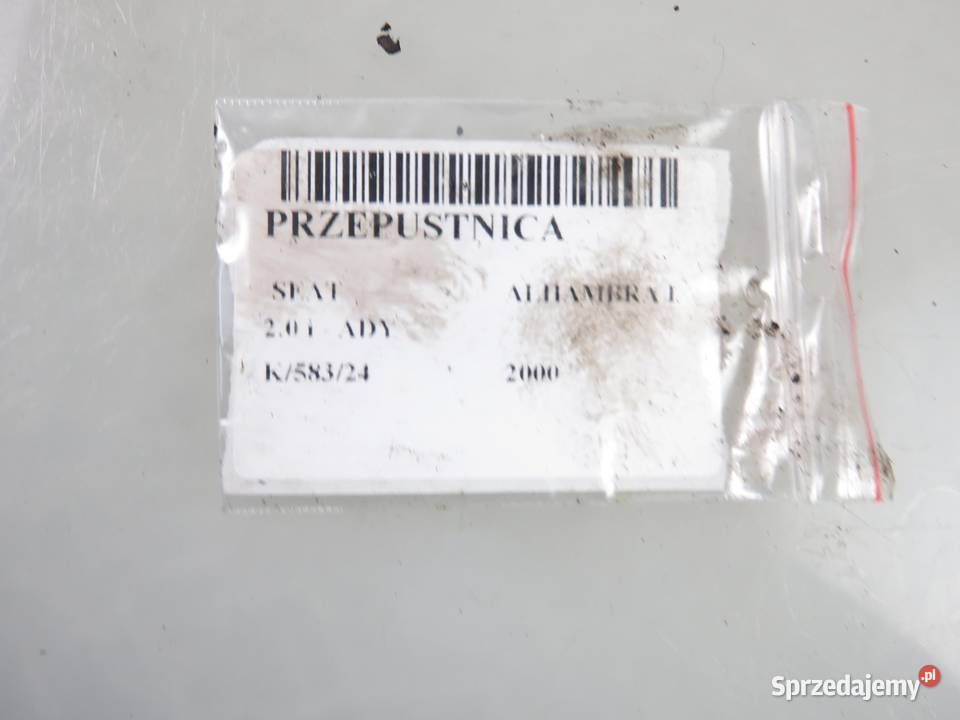 PRZEPUSTNICA
SEAT ALHAMBRA I
2.0 i ADY
K/583/24 2000
Sprzedajemy.pl